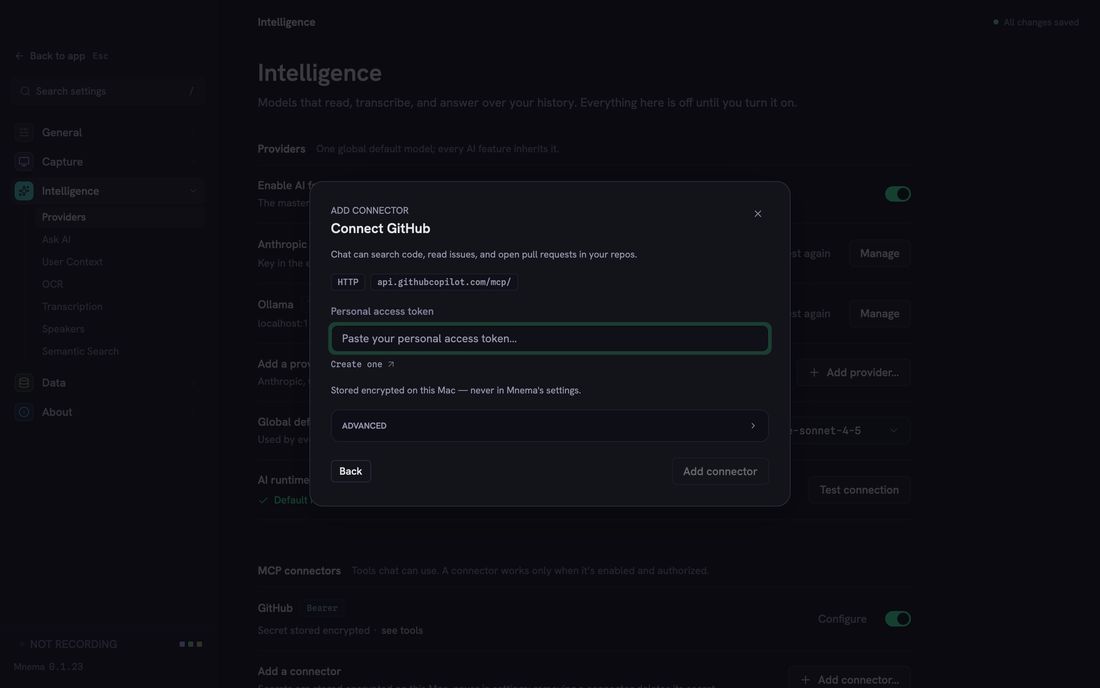 Intelligence
All changes saved
Back to app Esc
Search settings /
General
Capture
Intelligence
Providers
Ask AI
User Context
OCR
Transcription
Speakers
Semantic Search
Data
About
NOT RECORDING
Mnema 0.1.23
Intelligence
Models that read, transcribe, and answer over your history. Everything here is off until you turn it on.
Providers One global default model; every AI feature inherits it.
Enable AI
The master
Anthropic
Key in the
again
Manage
Ollama
localhost:
again
Manage
Add a
Anthropic,
Add provider...
Global
Used by
-sonnet-4-5
AI runtime
Default
Test connection
ADD CONNECTOR
Connect GitHub
Chat can search code, read issues, and open pull requests in your repos.
HTTP api.githubcopilot.com/mcp/
Personal access token
Paste your personal access token...
Create one ↗
Stored encrypted on this Mac — never in Mnema's settings.
ADVANCED
Back
Add connector
MCP connectors Tools chat can use. A connector works only when it's enabled and authorized.
GitHub Bearer
Secret stored encrypted · see tools
Configure
Add a connector
Add connector...